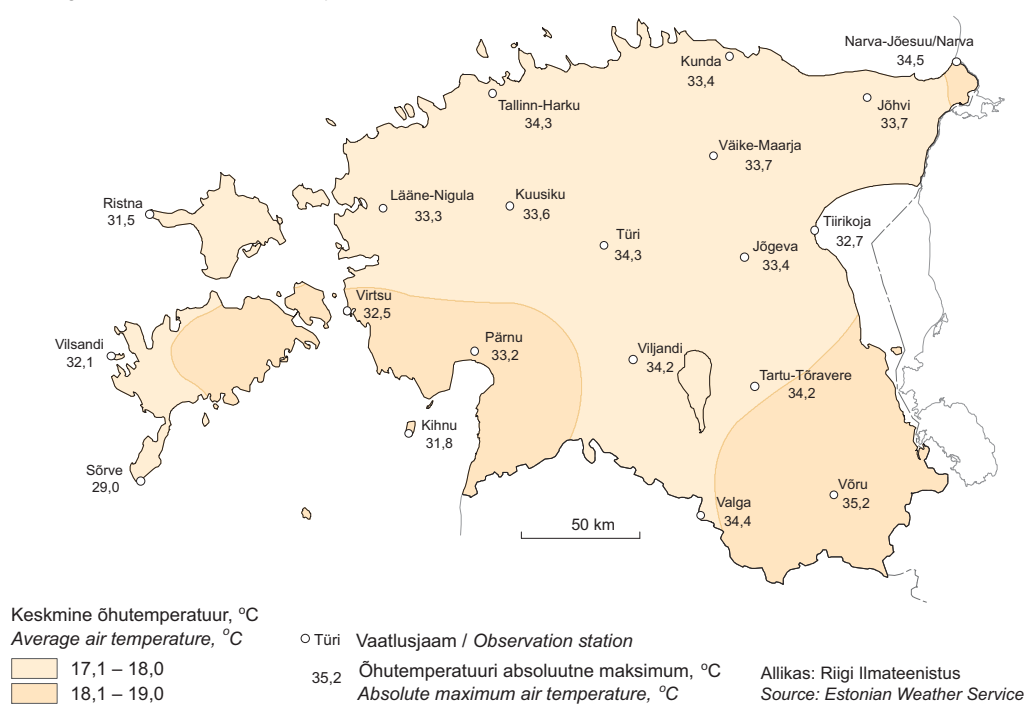 Narva-Jõesuu/Narva
34,5
Kunda
33,4
Tallinn-Harku
34,3
Jõhvi
33,7
Väike-Maarja
33,7
Ristna
31,5
Lääne-Nigula
33,3
Kuusiku
33,6
Türi
34,3
Tiirikoja
32,7
Jõgeva
33,4
Virtsu
32,5
Vilsandi
32,1
Pärnu
33,2
Viljandi
34,2
Tartu-Tõravere
34,2
Kihnu
31,8
Sõrve
29,0
Võru
35,2
Valga
34,4
50 km
Keskmine õhutemperatuur, °C
Average air temperature, °C
17,1 – 18,0
18,1 – 19,0
Türi
Vaatlusjaam / Observation station
35,2
Õhutemperatuuri absoluutne maksimum, °C
Absolute maximum air temperature, °C
Allikas: Riigi Ilmateenistus
Source: Estonian Weather Service